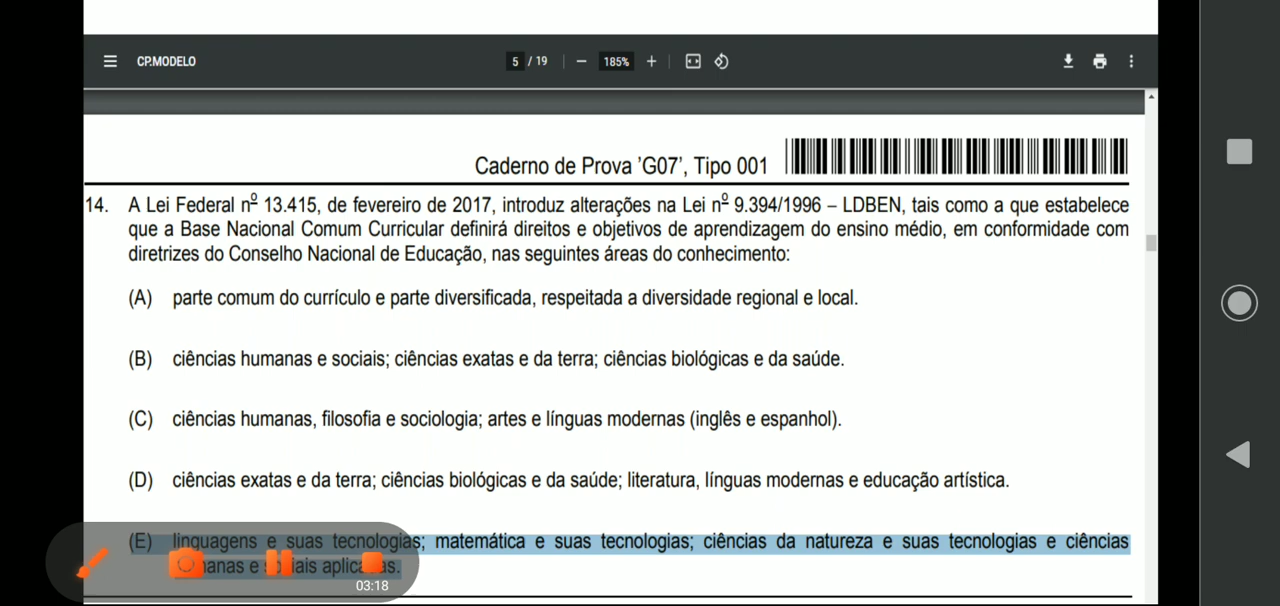 CP.MODELO
5 / 19
185%
Caderno de Prova 'G07', Tipo 001
14. A Lei Federal nº 13.415, de fevereiro de 2017, introduz alterações na Lei nº 9.394/1996 – LDBEN, tais como a que estabelece
que a Base Nacional Comum Curricular definirá direitos e objetivos de aprendizagem do ensino médio, em conformidade com
diretrizes do Conselho Nacional de Educação, nas seguintes áreas do conhecimento:
(A) parte comum do currículo e parte diversificada, respeitada a diversidade regional e local.
(B) ciências humanas e sociais; ciências exatas e da terra; ciências biológicas e da saúde.
(C) ciências humanas, filosofia e sociologia; artes e línguas modernas (inglês e espanhol).
(D) ciências exatas e da terra; ciências biológicas e da saúde; literatura, línguas modernas e educação artística.
(E) linguagens e suas tecnologias; matemática e suas tecnologias; ciências da natureza e suas tecnologias e ciências
e
03:18